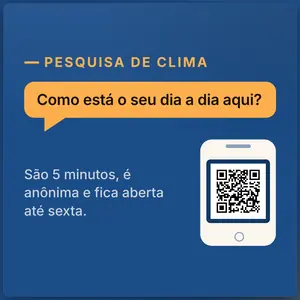 PESQUISA DE CLIMA
Como está o seu dia a dia aqui?
São 5 minutos, é
anônima e fica aberta
até sexta.